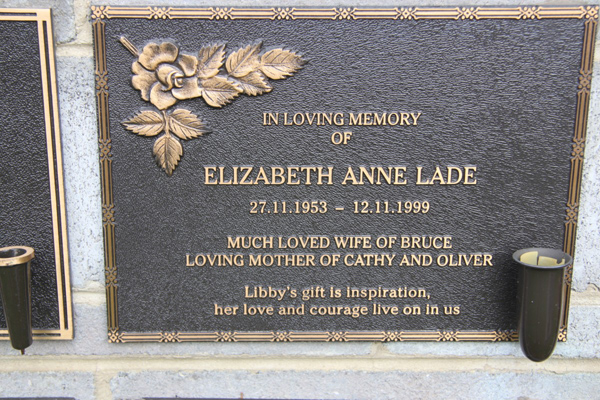 IN LOVING MEMORY
OF
ELIZABETH ANNE LADE
27.11.1953 – 12.11.1999
MUCH LOVED WIFE OF BRUCE
LOVING MOTHER OF CATHY AND OLIVER
Libby's gift is inspiration,
her love and courage live on in us